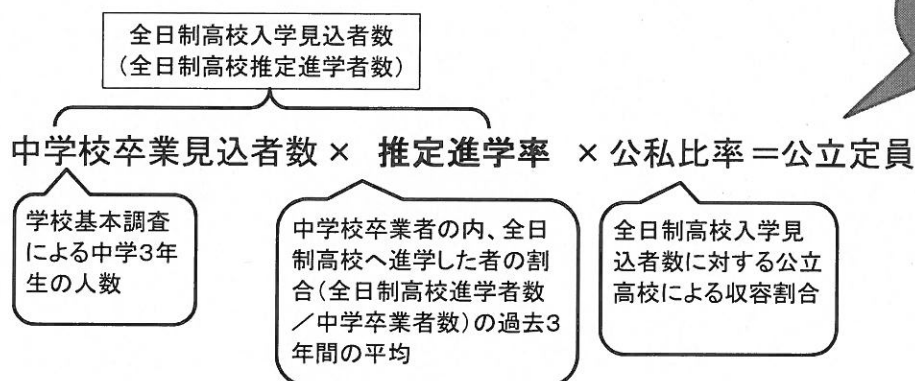 全日制高校入学見込者数
(全日制高校推定進学者数)
中学校卒業見込者数 × 推定進学率 × 公私比率＝公立定員
学校基本調査
による中学3年
生の人数
中学校卒業者の内、全日
制高校へ進学した者の割
合(全日制高校進学者数
／中学卒業者数)の過去3
年間の平均
全日制高校入学見
込者数に対する公立
高校による収容割合